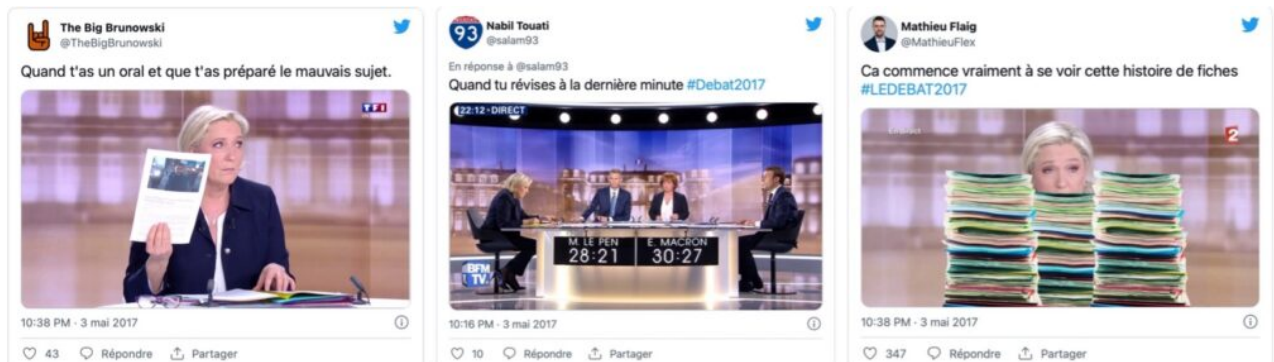 The Big Brunowski
@TheBigBrunowski
Quand t'as un oral et que t'as préparé le mauvais sujet.
TF1
10:38 PM · 3 mai 2017
43 Répondre Partager
93
Nabil Touati
@salam93
En réponse à @salam93
Quand tu révises à la dernière minute #Debat2017
22:12 • DIRECT
M. LE PEN E. MACRON
28:21 30:27
BFM
TV.
10:16 PM · 3 mai 2017
10 Répondre Partager
Mathieu Flaig
@MathieuFlex
Ca commence vraiment à se voir cette histoire de fiches
#LEDEBAT2017
En direct
2
10:38 PM · 3 mai 2017
347 Répondre Partager